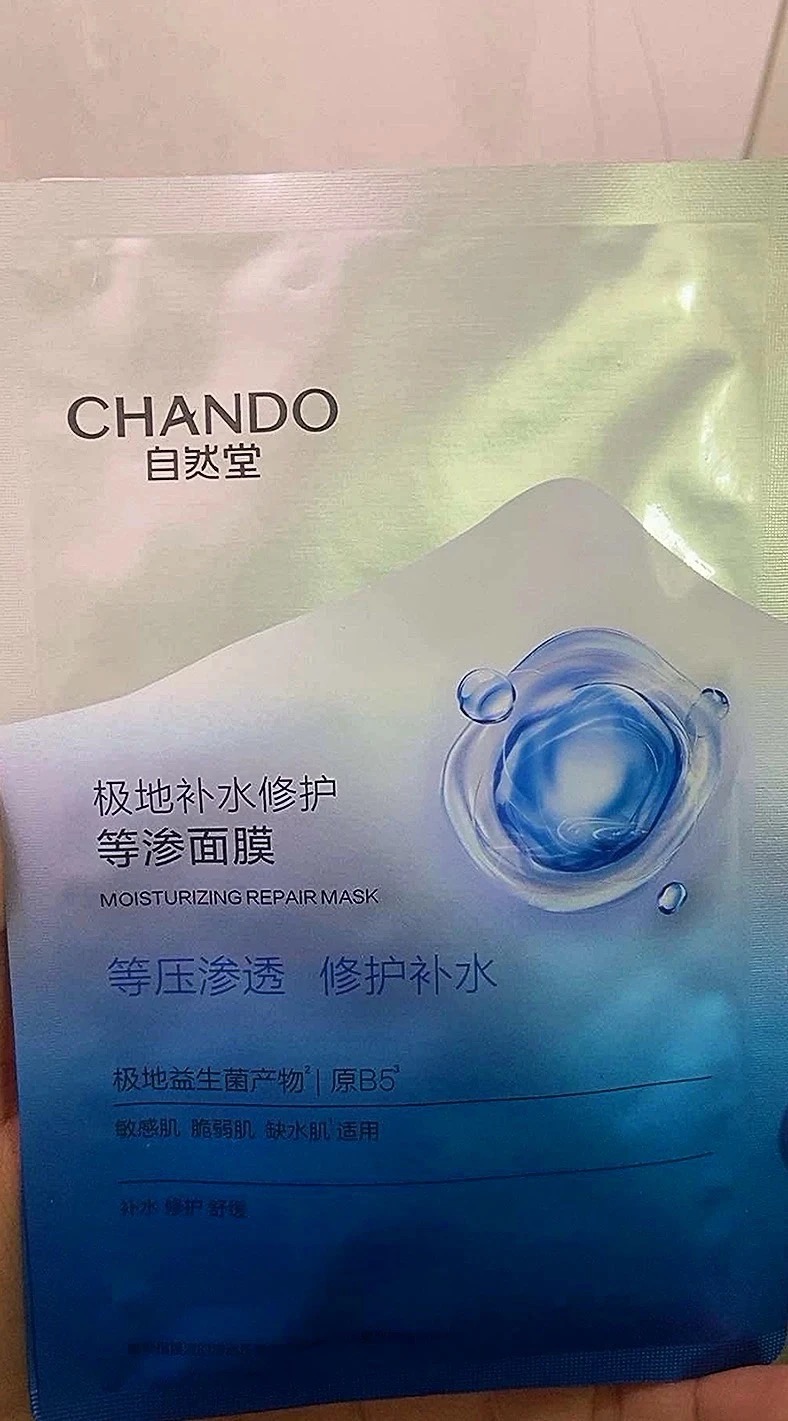 CHANDO
自然堂
极地补水修护
等渗面膜
MOISTURIZING REPAIR MASK
等压渗透 修护补水
极地益生菌产物² | 原B5³
敏感肌 脆弱肌 缺水肌¹适用
补水 修护 舒缓